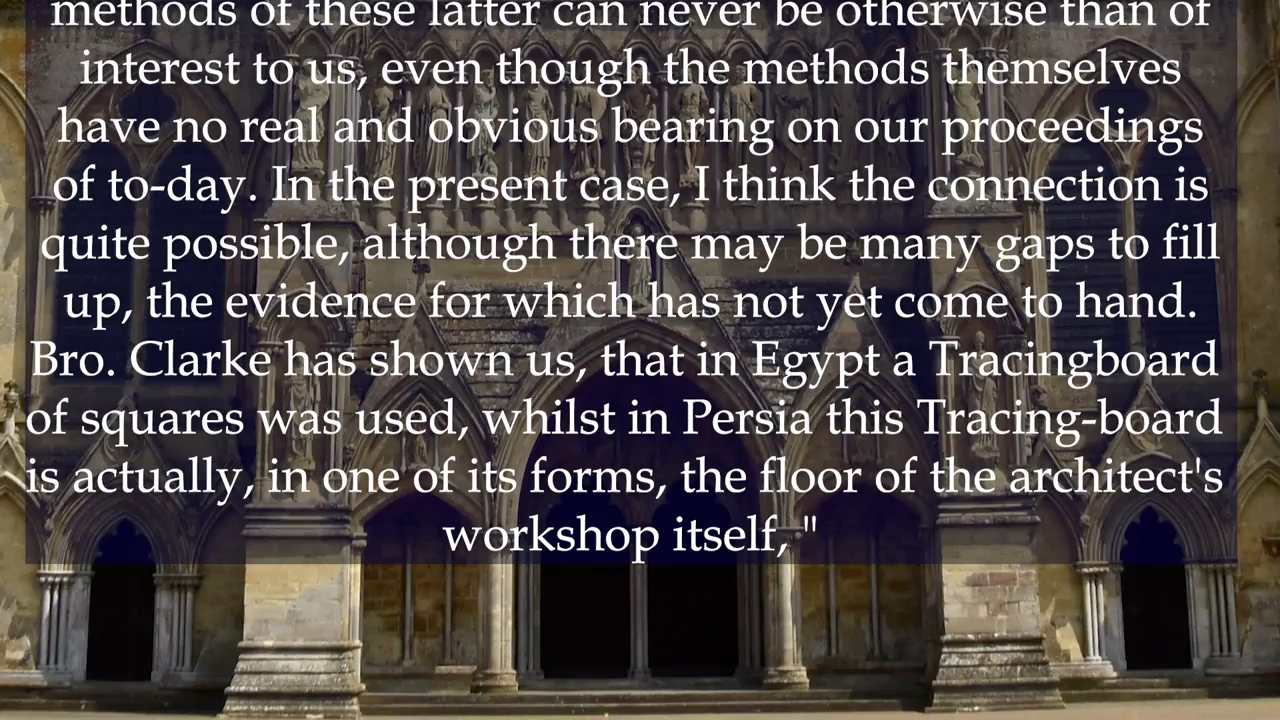 methods of these latter can never be otherwise than of
interest to us, even though the methods themselves
have no real and obvious bearing on our proceedings
of to-day. In the present case, I think the connection is
quite possible, although there may be many gaps to fill
up, the evidence for which has not yet come to hand.
Bro. Clarke has shown us, that in Egypt a Tracingboard
of squares was used, whilst in Persia this Tracing-board
is actually, in one of its forms, the floor of the architect's
workshop itself,"